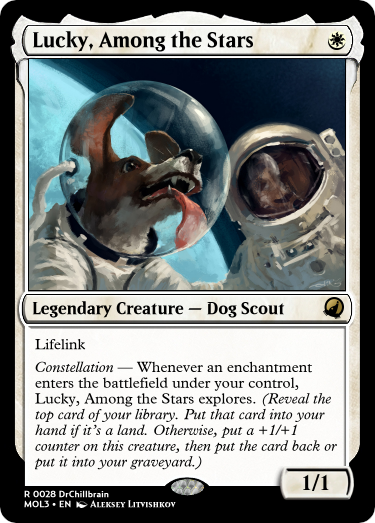 Lucky, Among the Stars
Legendary Creature — Dog Scout
Lifelink
Constellation — Whenever an enchantment
enters the battlefield under your control,
Lucky, Among the Stars explores. (Reveal the
top card of your library. Put that card into your
hand if it's a land. Otherwise, put a +1/+1
counter on this creature, then put the card back or
put it into your graveyard.)
1/1
R 0028 DrChillbrain
MOL3 • EN Aleksey Litvishkov